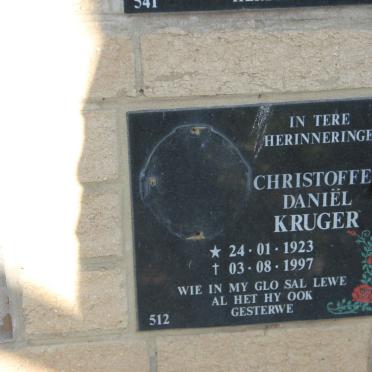 541
IN TERE
HERINNERINGE
CHRISTOFFE
DANIËL
KRUGER
★ 24·01·1923
† 03·08·1997
WIE IN MY GLO SAL LEWE
AL HET HY OOK
GESTERWE
512